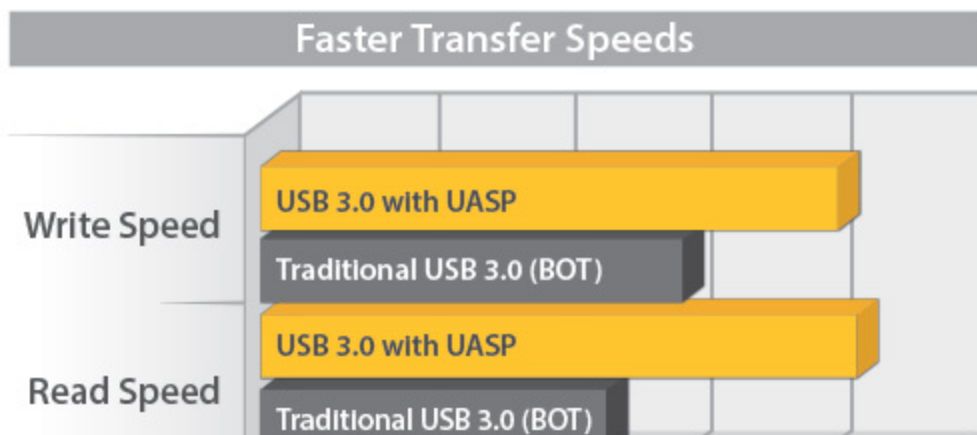 Faster Transfer Speeds
Write Speed
USB 3.0 with UASP
Traditional USB 3.0 (BOT)
Read Speed
USB 3.0 with UASP
Traditional USB 3.0 (BOT)